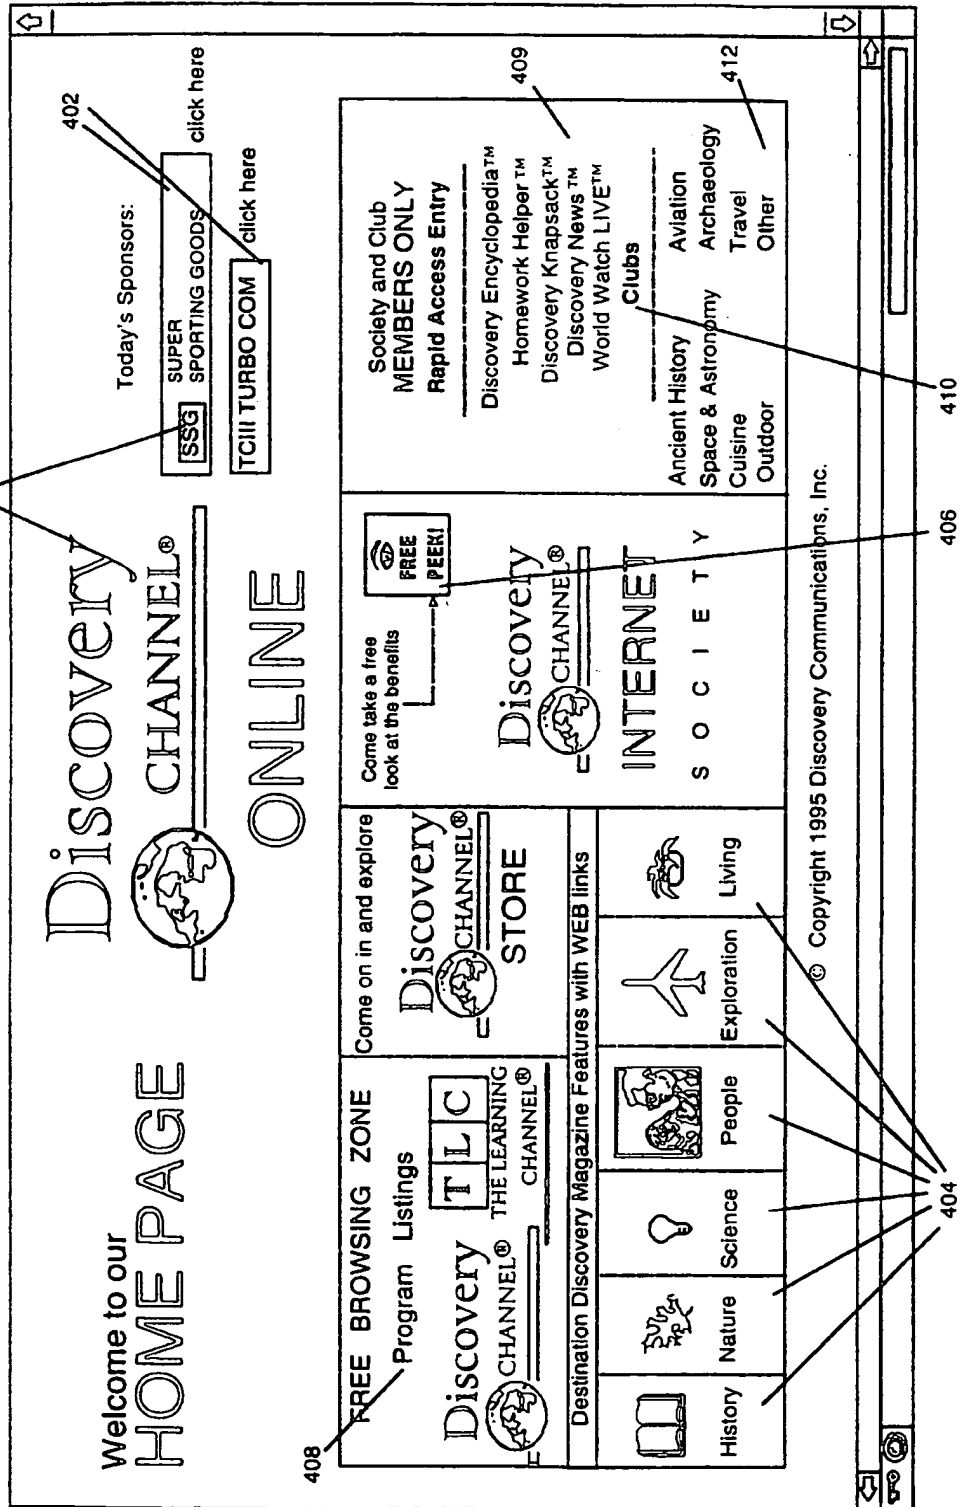 Welcome to our
HOME PAGE
Discovery
CHANNEL®
ONLINE
Today's Sponsors:
SSG
SUPER
SPORTING GOODS
click here
TCIII TURBO COM
click here
402
408
FREE BROWSING ZONE
Program Listings
Discovery
CHANNEL®
T L C
THE LEARNING
CHANNEL®
Come on in and explore
Discovery
CHANNEL®
STORE
Destination Discovery Magazine Features with WEB links
History
Nature
Science
People
Exploration
Living
Come take a free
look at the benefits
FREE
PEEK!
Discovery
CHANNEL®
INTERNET
S O C I E T Y
Society and Club
MEMBERS ONLY
Rapid Access Entry
Discovery Encyclopedia™
Homework Helper™
Discovery Knapsack™
Discovery News™
World Watch LIVE™
Clubs
Ancient History Aviation
Space & Astronomy Archaeology
Cuisine Travel
Outdoor Other
409
412
© Copyright 1995 Discovery Communications, Inc.
404
406
410